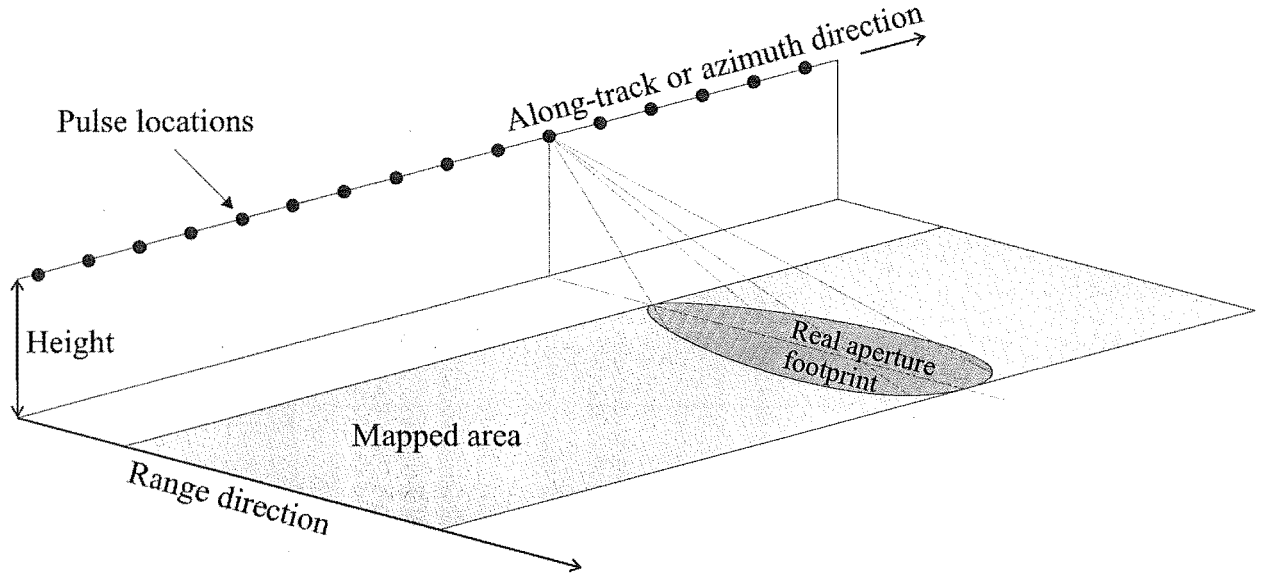 Along-track or azimuth direction
Pulse locations
Height
Real aperture
footprint
Mapped area
Range direction